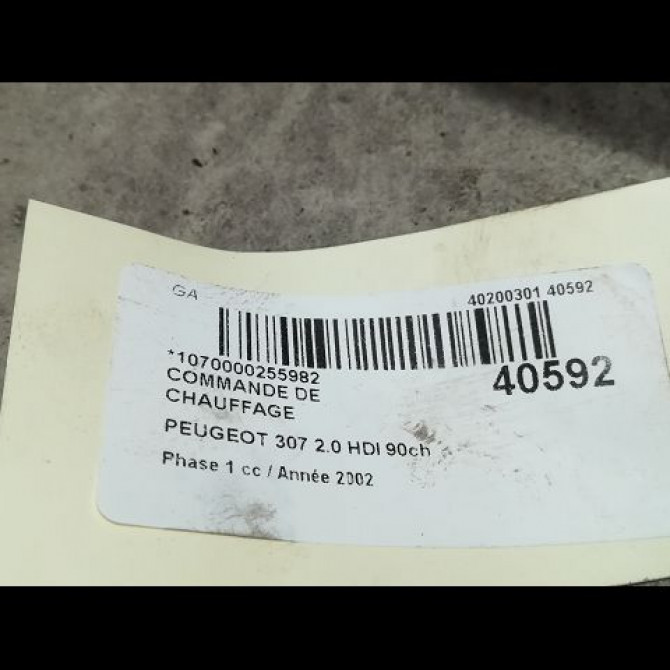 GA
40200301 40592
*1070000255982
40592
COMMANDE DE
CHAUFFAGE
PEUGEOT 307 2.0 HDI 90ch
Phase 1 cc / Année 2002